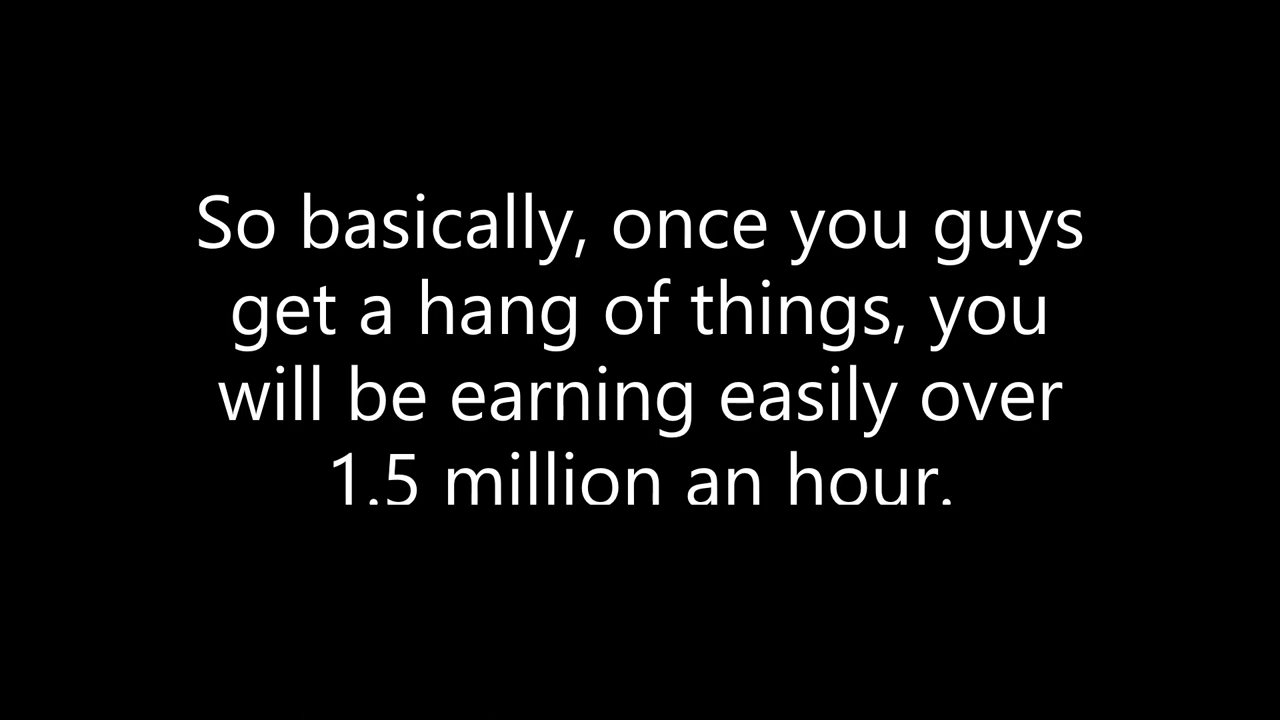 So basically, once you guys
get a hang of things, you
will be earning easily over
1.5 million an hour.